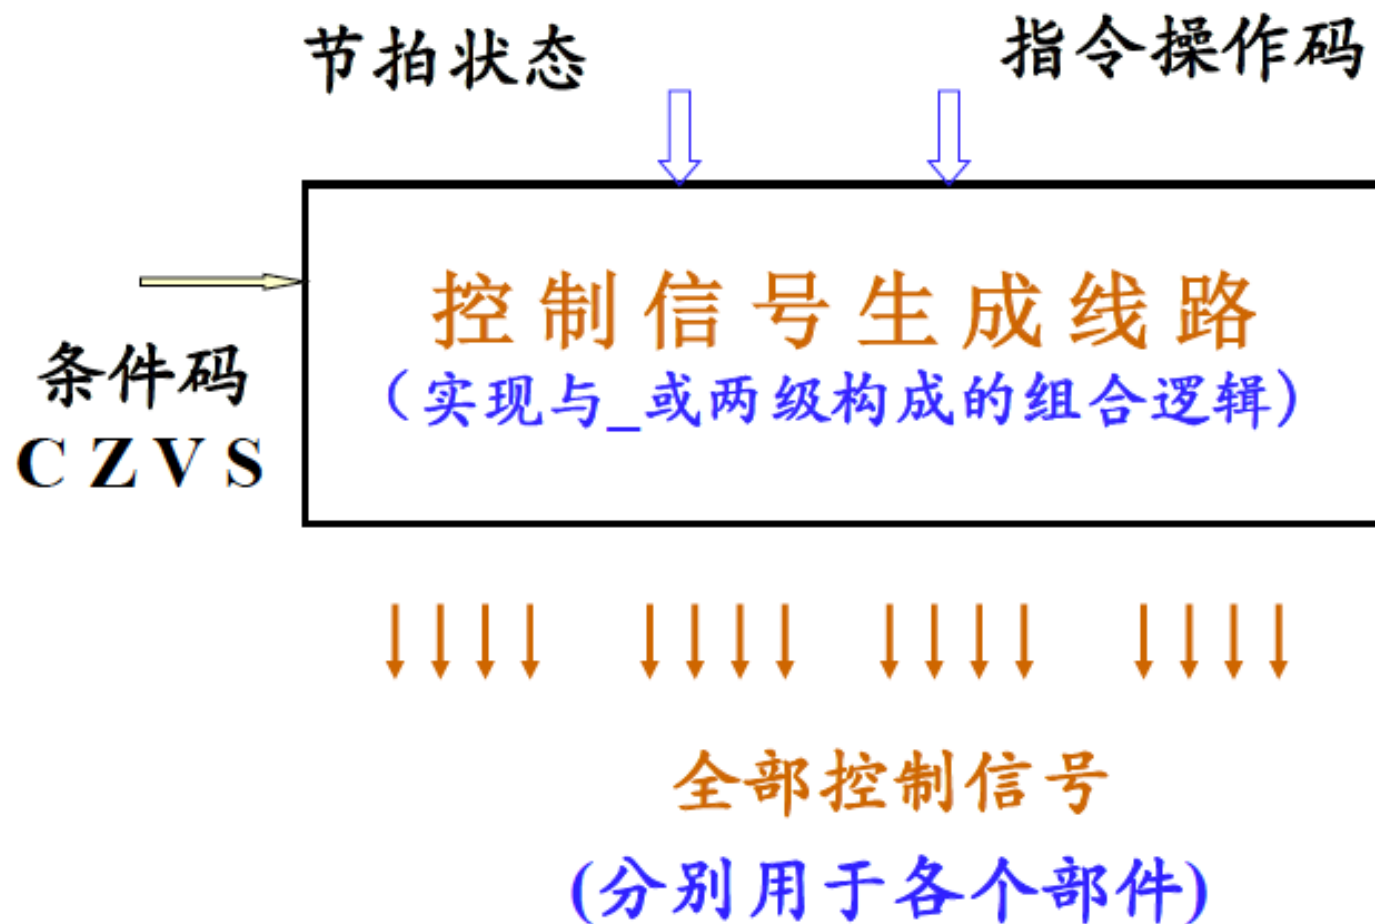 节拍状态
指令操作码
控制信号生成线路
（实现与_或两级构成的组合逻辑）
条件码
C Z V S
全部控制信号
(分别用于各个部件)